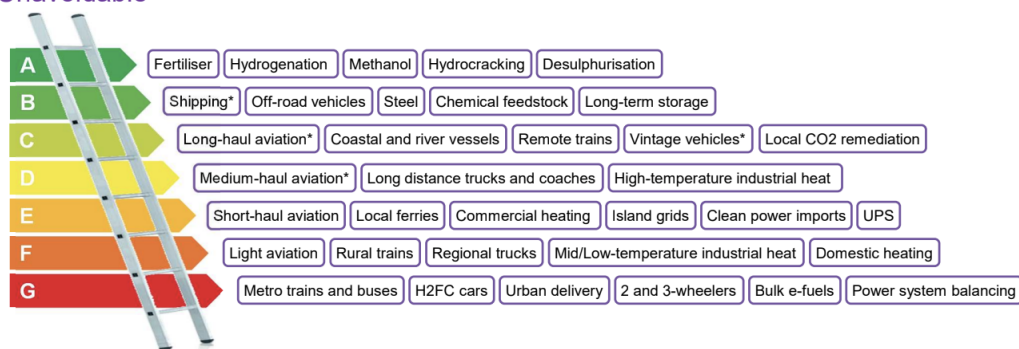 Unavoidable
A Fertiliser Hydrogenation Methanol Hydrocracking Desulphurisation
B Shipping* Off-road vehicles Steel Chemical feedstock Long-term storage
C Long-haul aviation* Coastal and river vessels Remote trains Vintage vehicles* Local CO2 remediation
D Medium-haul aviation* Long distance trucks and coaches High-temperature industrial heat
E Short-haul aviation Local ferries Commercial heating Island grids Clean power imports UPS
F Light aviation Rural trains Regional trucks Mid/Low-temperature industrial heat Domestic heating
G Metro trains and buses H2FC cars Urban delivery 2 and 3-wheelers Bulk e-fuels Power system balancing